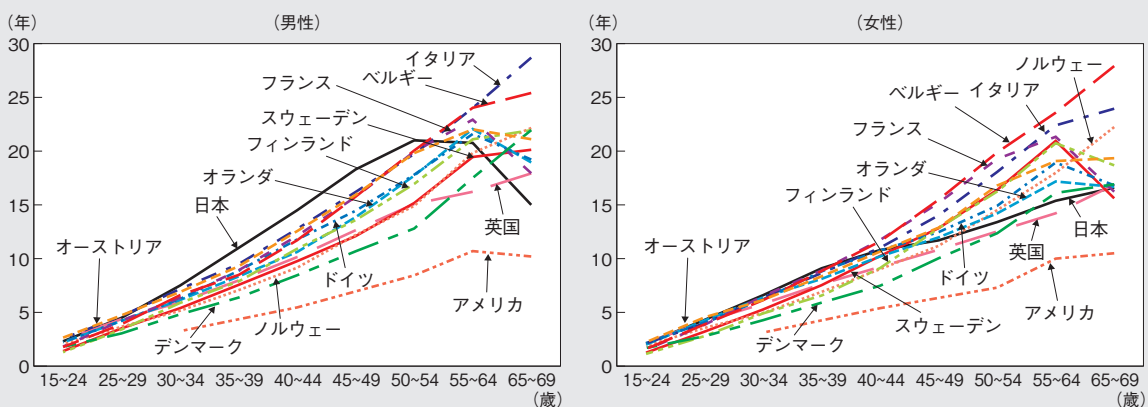 (年)
(男性)
30
25
20
15
10
5
0
イタリア
ベルギー
フランス
スウェーデン
フィンランド
オランダ
日本
オーストリア
英国
ドイツ
アメリカ
ノルウェー
デンマーク
15~24 25~29 30~34 35~39 40~44 45~49 50~54 55~64 65~69
(歳)
(年)
(女性)
30
25
20
15
10
5
0
ノルウェー
ベルギー
イタリア
フランス
オランダ
フィンランド
オーストリア
日本
英国
ドイツ
アメリカ
スウェーデン
デンマーク
15~24 25~29 30~34 35~39 40~44 45~49 50~54 55~64 65~69
(歳)